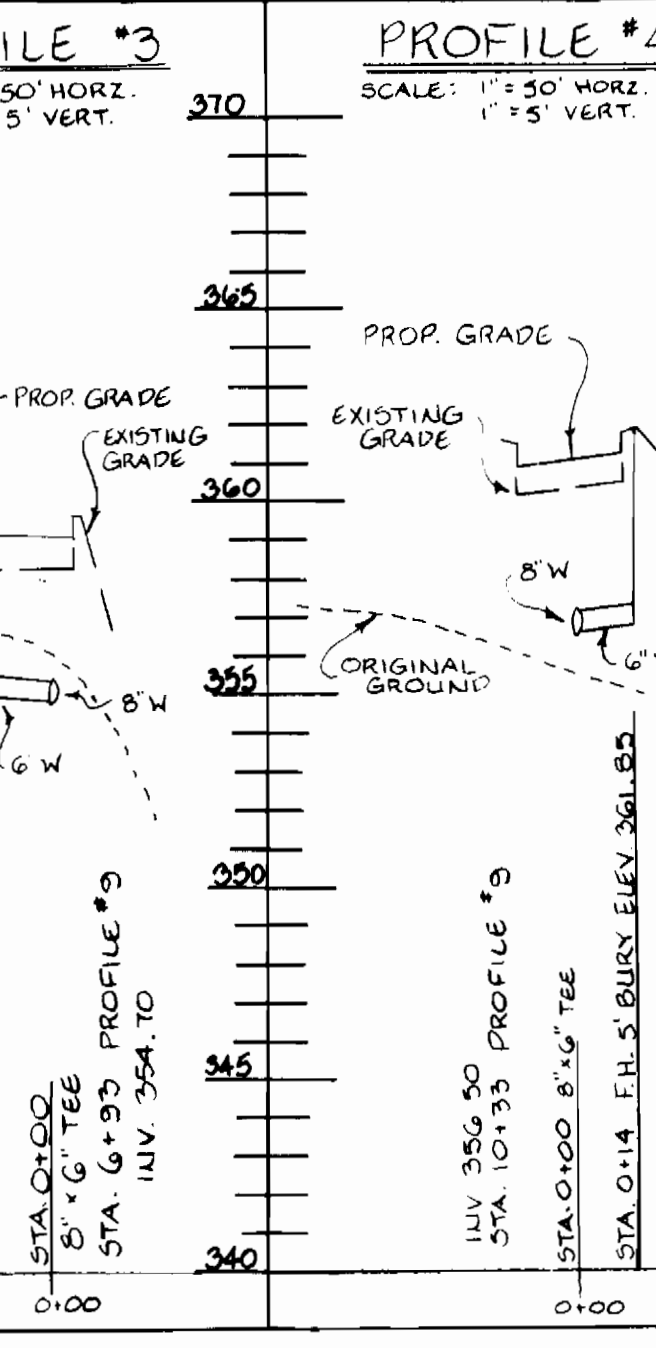 ILE #3
50' HORZ.
5' VERT.
PROP. GRADE
EXISTING
GRADE
8" W
6" W
STA. 0+00
8" x 6" TEE
STA. 6+93 PROFILE #9
INV. 354.70
0+00
370
365
360
355
350
345
340
PROFILE #4
SCALE: 1" = 50' HORZ.
1" = 5' VERT.
PROP. GRADE
EXISTING
GRADE
8" W
6"
ORIGINAL
GROUND
INV 356 50
STA. 10+33 PROFILE #9
STA. 0+00 8" x 6" TEE
STA. 0+14 F.H. 5' BURY ELEV. 361.85
0+00